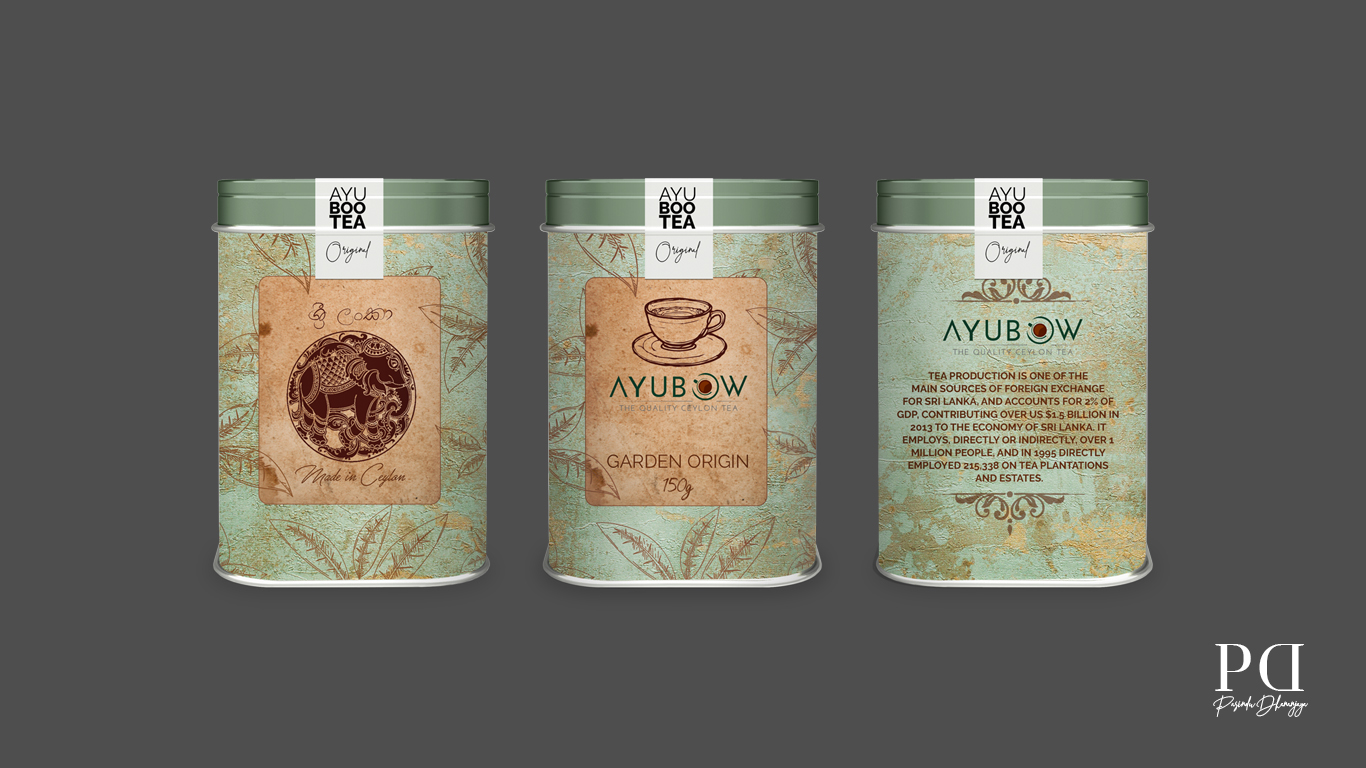 AYU
BOO
TEA
Original
ශ්‍රී ලංකා
Made in Ceylon
AYU
BOO
TEA
Original
AYUBOW
THE QUALITY CEYLON TEA
GARDEN ORIGIN
150g
AYU
BOO
TEA
Original
AYUBOW
THE QUALITY CEYLON TEA
TEA PRODUCTION IS ONE OF THE
MAIN SOURCES OF FOREIGN EXCHANGE
FOR SRI LANKA, AND ACCOUNTS FOR 2% OF
GDP, CONTRIBUTING OVER US $1.5 BILLION IN
2013 TO THE ECONOMY OF SRI LANKA. IT
EMPLOYS, DIRECTLY OR INDIRECTLY, OVER 1
MILLION PEOPLE, AND IN 1995 DIRECTLY
EMPLOYED 215,338 ON TEA PLANTATIONS
AND ESTATES.
PD
Pasindu Dhananjaya